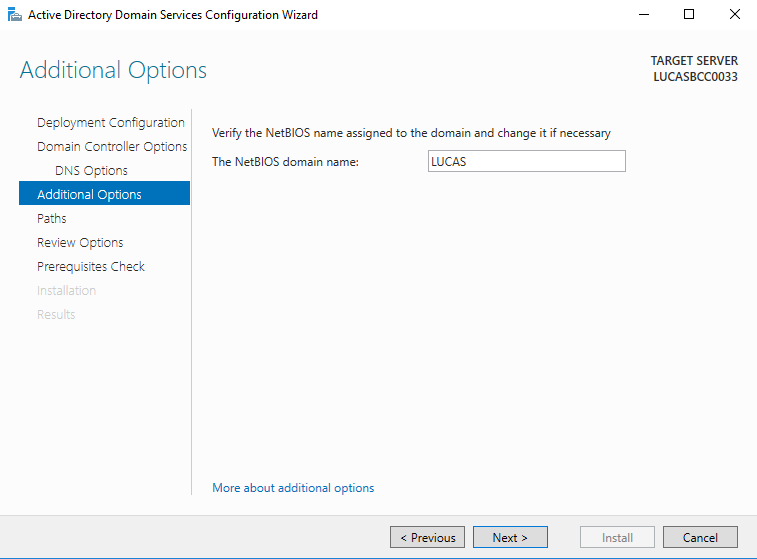 Active Directory Domain Services Configuration Wizard
Additional Options
TARGET SERVER
LUCASBCC0033
Deployment Configuration
Domain Controller Options
DNS Options
Additional Options
Paths
Review Options
Prerequisites Check
Installation
Results
Verify the NetBIOS name assigned to the domain and change it if necessary
The NetBIOS domain name: LUCAS
More about additional options
< Previous Next > Install Cancel